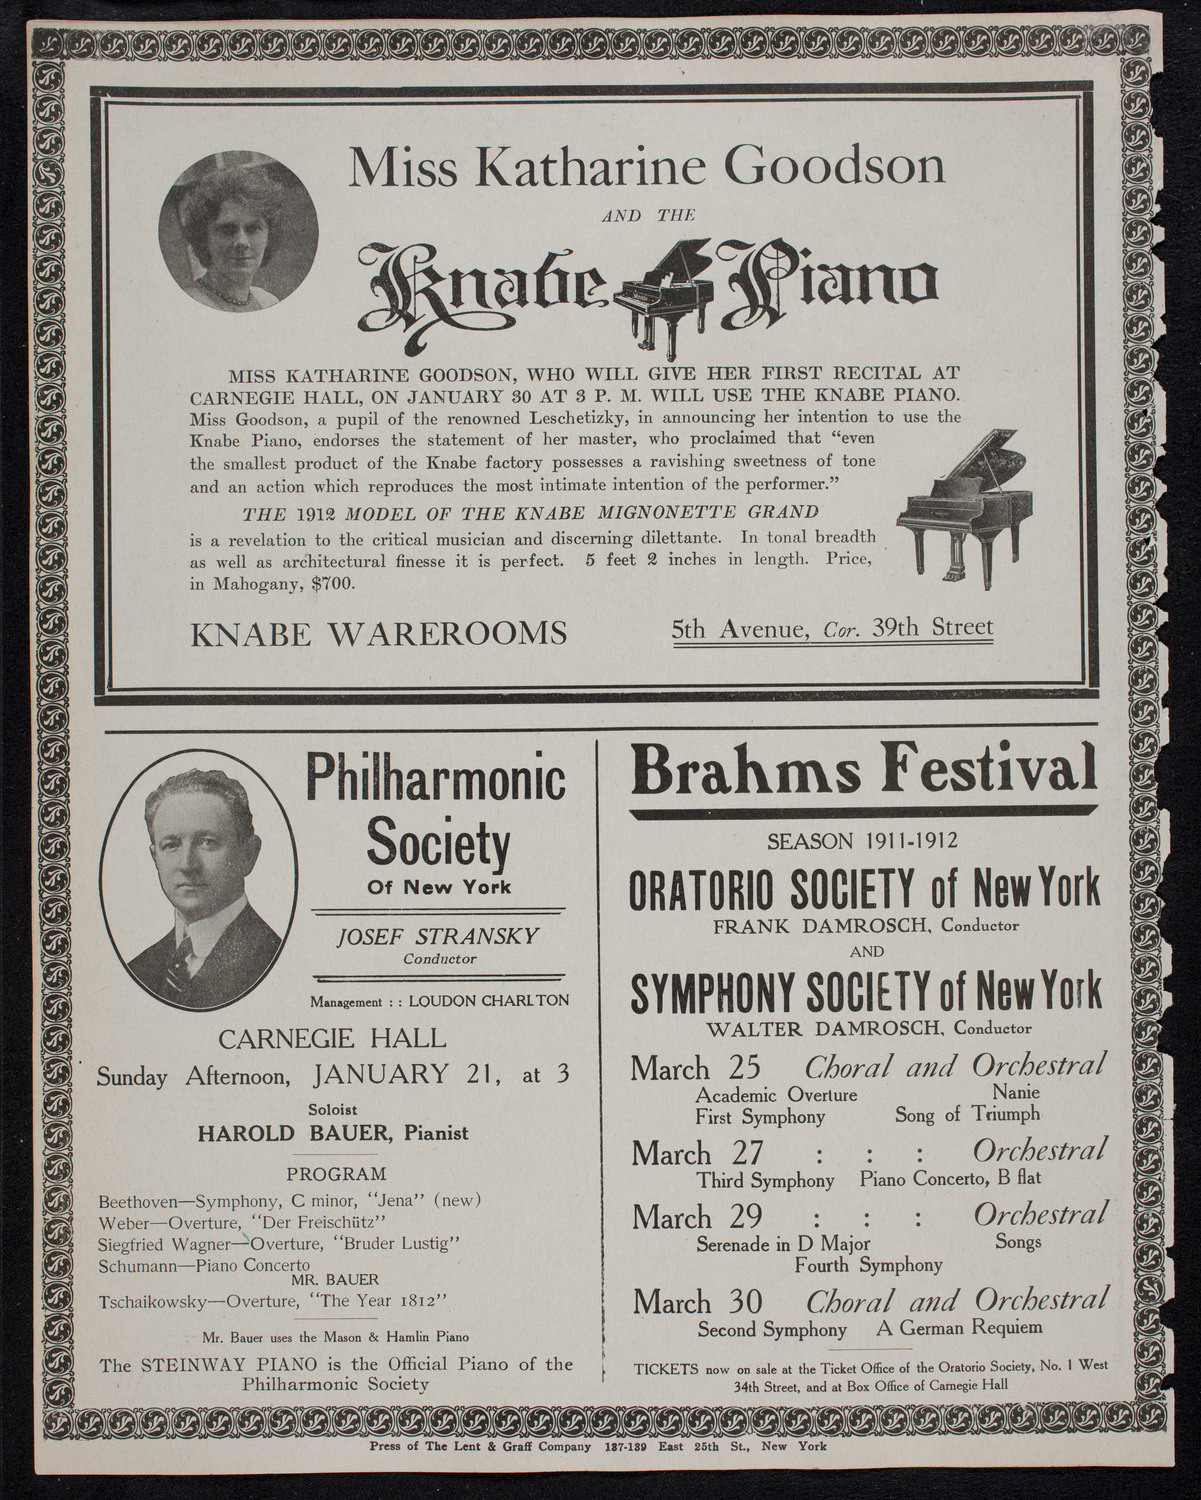 Miss Katharine Goodson
AND THE
Knabe Piano
MISS KATHARINE GOODSON, WHO WILL GIVE HER FIRST RECITAL AT
CARNEGIE HALL, ON JANUARY 30 AT 3 P. M. WILL USE THE KNABE PIANO.
Miss Goodson, a pupil of the renowned Leschetizky, in announcing her intention to use the
Knabe Piano, endorses the statement of her master, who proclaimed that “even
the smallest product of the Knabe factory possesses a ravishing sweetness of tone
and an action which reproduces the most intimate intention of the performer.”
THE 1912 MODEL OF THE KNABE MIGNONETTE GRAND
is a revelation to the critical musician and discerning dilettante. In tonal breadth
as well as architectural finesse it is perfect. 5 feet 2 inches in length. Price,
in Mahogany, $700.
KNABE WAREROOMS 5th Avenue, Cor. 39th Street
Philharmonic
Society
Of New York
JOSEF STRANSKY
Conductor
Management : : LOUDON CHARLTON
CARNEGIE HALL
Sunday Afternoon, JANUARY 21, at 3
Soloist
HAROLD BAUER, Pianist
PROGRAM
Beethoven—Symphony, C minor, “Jena” (new)
Weber—Overture, “Der Freischütz”
Siegfried Wagner—Overture, “Bruder Lustig”
Schumann—Piano Concerto
MR. BAUER
Tschaikowsky—Overture, “The Year 1812”
Mr. Bauer uses the Mason & Hamlin Piano
The STEINWAY PIANO is the Official Piano of the
Philharmonic Society
Brahms Festival
SEASON 1911-1912
ORATORIO SOCIETY of New York
FRANK DAMROSCH, Conductor
AND
SYMPHONY SOCIETY of New York
WALTER DAMROSCH, Conductor
March 25 Choral and Orchestral
Academic Overture Nanie
First Symphony Song of Triumph
March 27 : : : Orchestral
Third Symphony Piano Concerto, B flat
March 29 : : : Orchestral
Serenade in D Major Songs
Fourth Symphony
March 30 Choral and Orchestral
Second Symphony A German Requiem
TICKETS now on sale at the Ticket Office of the Oratorio Society, No. 1 West
34th Street, and at Box Office of Carnegie Hall
Press of The Lent & Graff Company 137-139 East 25th St., New York